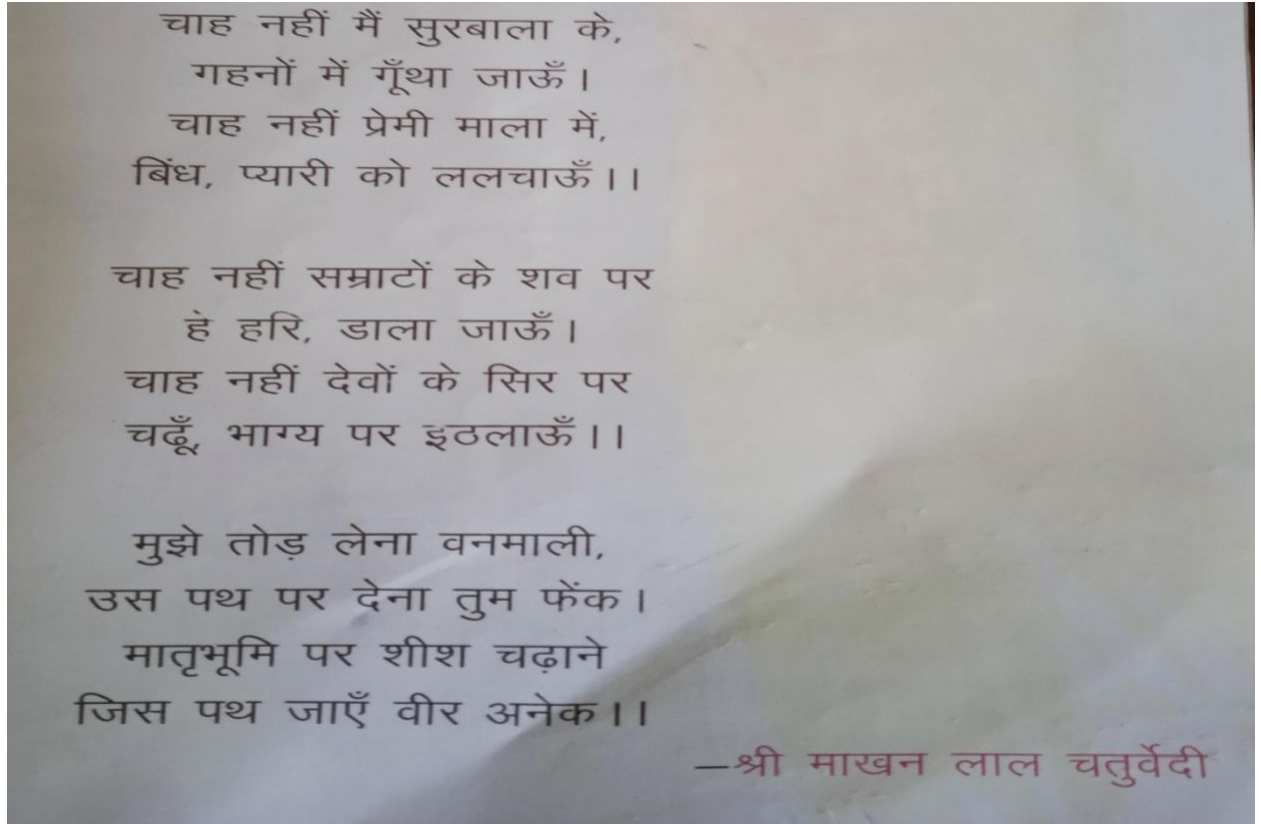 चाह नहीं मैं सुरबाला के,
गहनों में गूँथा जाऊँ।
चाह नहीं प्रेमी माला में,
बिंध, प्यारी को ललचाऊँ।।
चाह नहीं सम्राटों के शव पर
हे हरि, डाला जाऊँ।
चाह नहीं देवों के सिर पर
चढ़ूँ, भाग्य पर इठलाऊँ।।
मुझे तोड़ लेना वनमाली,
उस पथ पर देना तुम फेंक।
मातृभूमि पर शीश चढ़ाने
जिस पथ जाएँ वीर अनेक।।
–श्री माखन लाल चतुर्वेदी